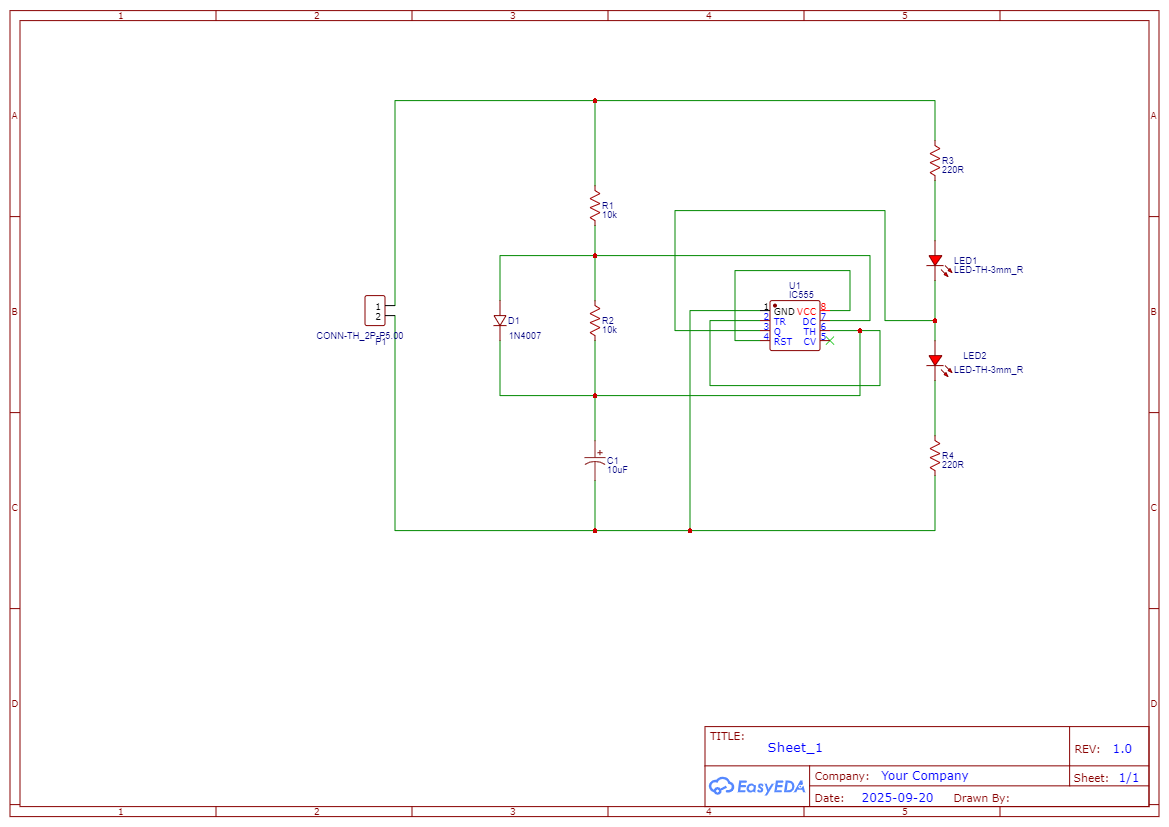 1 2 3 4 5
A A
R3
220R
R1
10k
LED1
LED-TH-3mm_R
U1
IC555
B B
1
2
CONN-TH_2P-P5.00
P1
D1
1N4007
R2
10k
1 GND VCC 8
2 TR DC 7
3 Q TH 6
4 RST CV 5
LED2
LED-TH-3mm_R
+
C1
10uF
R4
220R
C C
D D
TITLE:
Sheet_1
REV: 1.0
EasyEDA
Company: Your Company
Sheet: 1/1
Date: 2025-09-20 Drawn By:
1 2 3 4 5